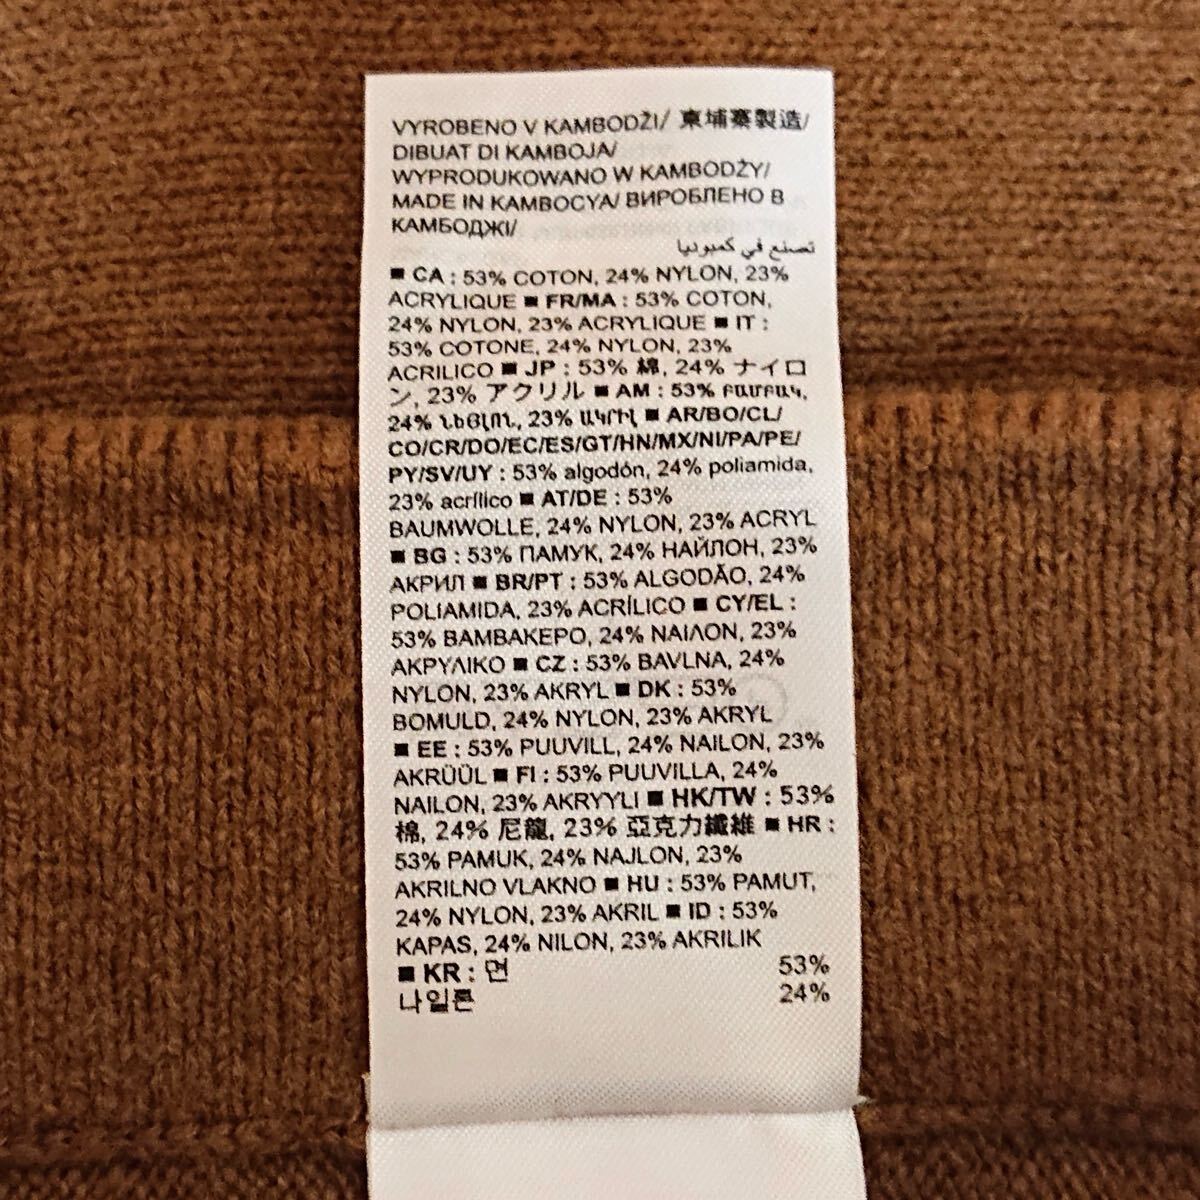 VYROBENO V KAMBODŽI/ 柬埔寨製造/
DIBUAT DI KAMBOJA/
WYPRODUKOWANO W KAMBODŻY/
MADE IN KAMBOCYA/ ВИРОБЛЕНО В
КАМБОДЖІ/
تصنع في كمبوديا
■ CA : 53% COTON, 24% NYLON, 23%
ACRYLIQUE ■ FR/MA : 53% COTON,
24% NYLON, 23% ACRYLIQUE ■ IT :
53% COTONE, 24% NYLON, 23%
ACRILICO ■ JP : 53% 綿, 24% ナイロ
ン, 23% アクリル ■ AM : 53% ԲԱՄԲԱԿ,
24% ՆԵՅԼՈՆ, 23% ԱԿՐԻԼ ■ AR/BO/CL/
CO/CR/DO/EC/ES/GT/HN/MX/NI/PA/PE/
PY/SV/UY : 53% algodón, 24% poliamida,
23% acrílico ■ AT/DE : 53%
BAUMWOLLE, 24% NYLON, 23% ACRYL
■ BG : 53% ПАМУК, 24% НАЙЛОН, 23%
АКРИЛ ■ BR/PT : 53% ALGODÃO, 24%
POLIAMIDA, 23% ACRÍLICO ■ CY/EL :
53% ΒΑΜΒΑΚΕΡΟ, 24% ΝΑΙΛΟΝ, 23%
ΑΚΡΥΛΙΚΟ ■ CZ : 53% BAVLNA, 24%
NYLON, 23% AKRYL ■ DK : 53%
BOMULD, 24% NYLON, 23% AKRYL
■ EE : 53% PUUVILL, 24% NAILON, 23%
AKRÜÜL ■ FI : 53% PUUVILLA, 24%
NAILON, 23% AKRYYLI ■ HK/TW : 53%
棉, 24% 尼龍, 23% 亞克力纖維 ■ HR :
53% PAMUK, 24% NAJLON, 23%
AKRILNO VLAKNO ■ HU : 53% PAMUT,
24% NYLON, 23% AKRIL ■ ID : 53%
KAPAS, 24% NILON, 23% AKRILIK
■ KR : 면 53%
나일론 24%